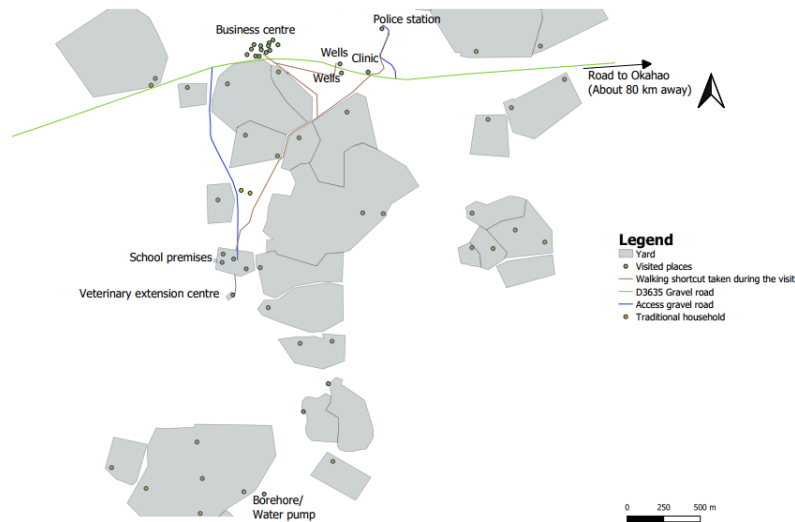 Police station
Business centre
Wells
Clinic
Wells
Road to Okahao
(About 80 km away)
School premises
Veterinary extension centre
Legend
Yard
Visited places
Walking shortcut taken during the visit
D3635 Gravel road
Access gravel road
Traditional household
Borehore/
Water pump
0 250 500 m